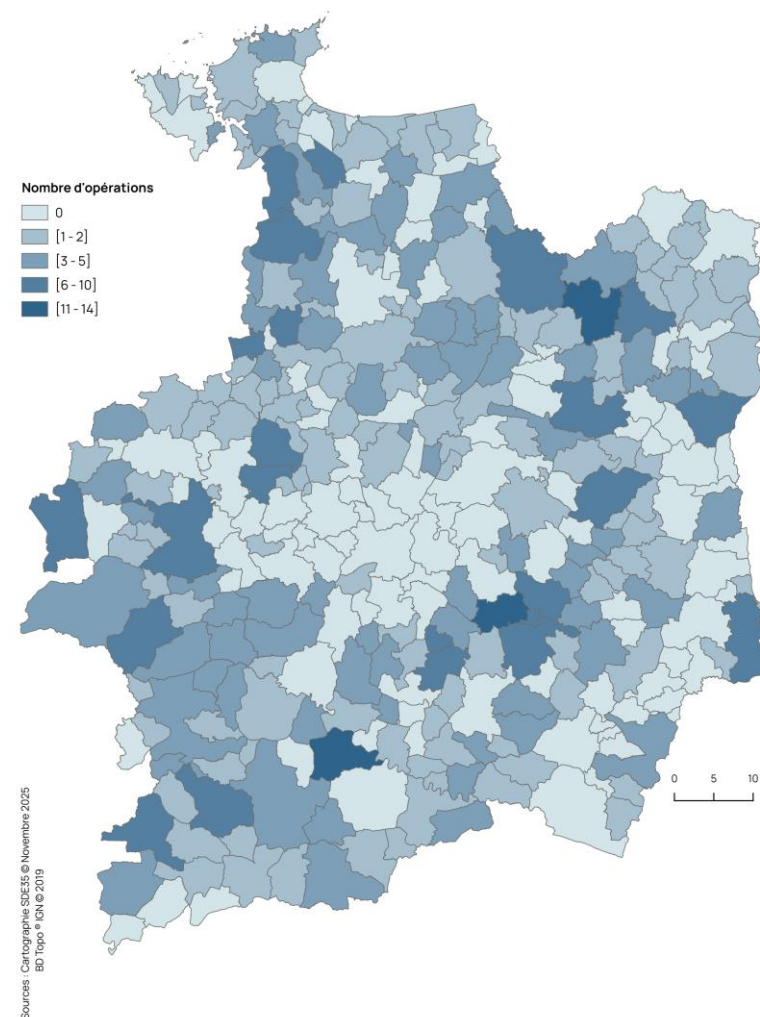 Nombre d'opérations
0
[1 - 2]
[3 - 5]
[6 - 10]
[11 - 14]
0 5 10
Sources : Cartographie SDE35 © Novembre 2025
BD Topo ® IGN © 2019